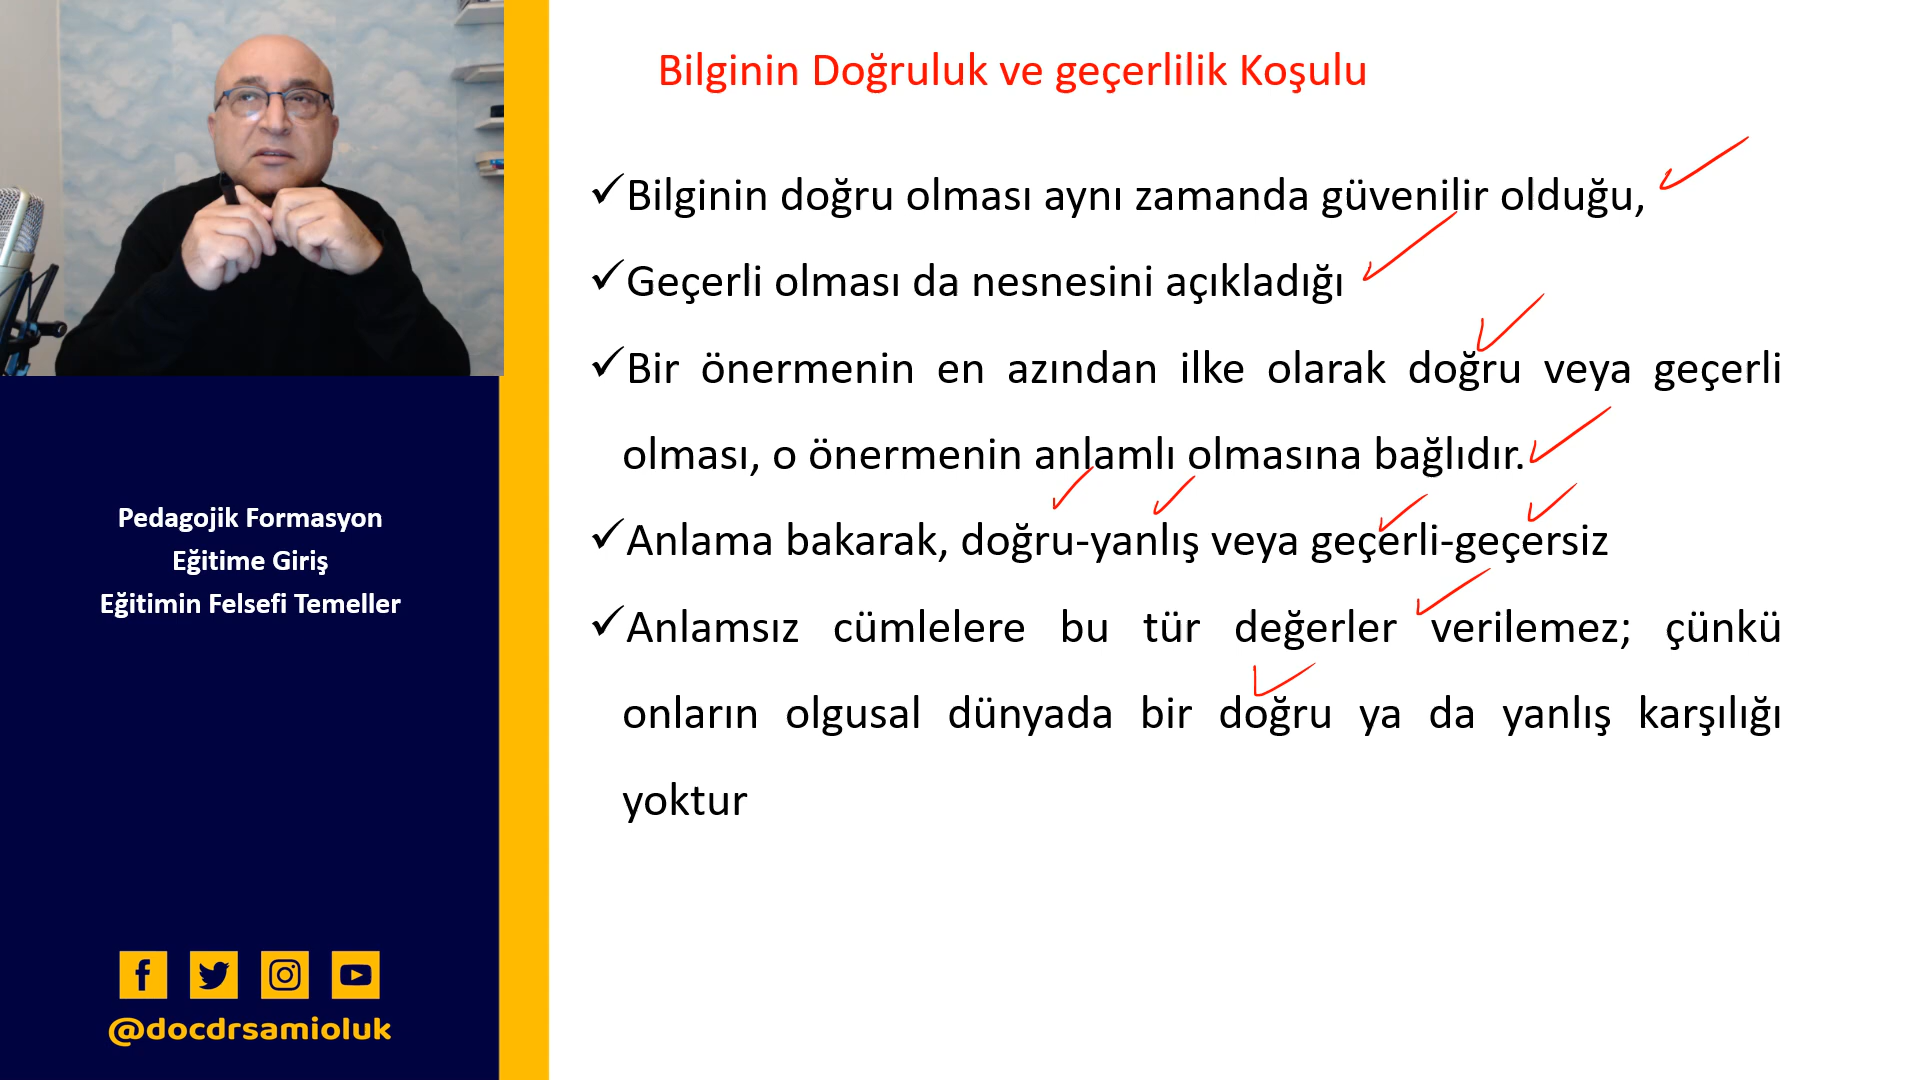 Bilginin Doğruluk ve geçerlilik Koşulu
✓Bilginin doğru olması aynı zamanda güvenilir olduğu,
✓Geçerli olması da nesnesini açıkladığı
✓Bir önermenin en azından ilke olarak doğru veya geçerli
olması, o önermenin anlamlı olmasına bağlıdır.
✓Anlama bakarak, doğru-yanlış veya geçerli-geçersiz
✓Anlamsız cümlelere bu tür değerler verilemez; çünkü
onların olgusal dünyada bir doğru ya da yanlış karşılığı
yoktur
Pedagojik Formasyon
Eğitime Giriş
Eğitimin Felsefi Temeller
@docdrsamioluk